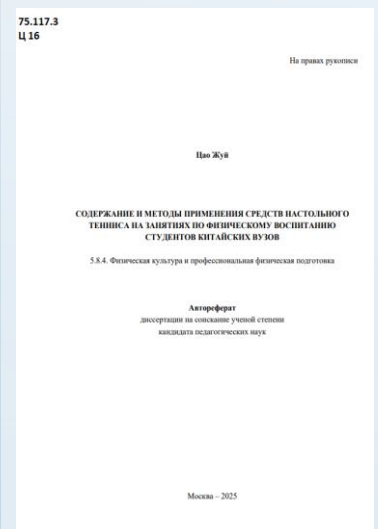 75.117.3
Ц 16
На правах рукописи
Цао Жуй
СОДЕРЖАНИЕ И МЕТОДЫ ПРИМЕНЕНИЯ СРЕДСТВ НАСТОЛЬНОГО
ТЕННИСА НА ЗАНЯТИЯХ ПО ФИЗИЧЕСКОМУ ВОСПИТАНИЮ
СТУДЕНТОВ КИТАЙСКИХ ВУЗОВ
5.8.4. Физическая культура и профессиональная физическая подготовка
Автореферат
диссертации на соискание ученой степени
кандидата педагогических наук
Москва – 2025